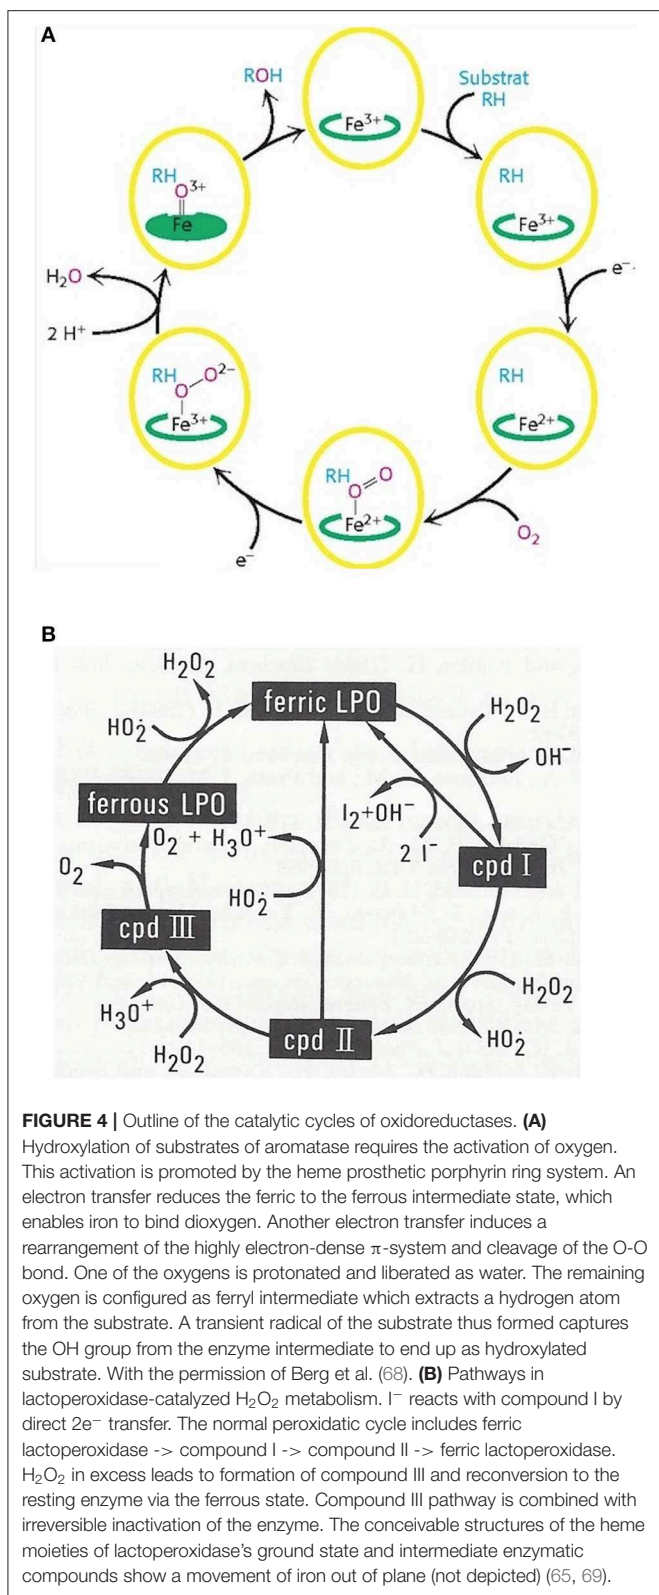 A
ROH
Fe³⁺
Substrat
RH
RH
O³⁺
Fe
RH
Fe³⁺
H₂O
2 H⁺
e⁻
RH
O
O²⁻
Fe³⁺
RH
Fe²⁺
RH
O
O
Fe²⁺
e⁻
O₂
B
H₂O₂
HO₂·
ferric LPO
H₂O₂
OH⁻
ferrous LPO
I₂+OH⁻
2 I⁻
O₂ + H₃O⁺
O₂
HO₂·
cpd I
cpd III
H₃O⁺
H₂O₂
cpd II
H₂O₂
HO₂·
FIGURE 4 | Outline of the catalytic cycles of oxidoreductases. (A)
Hydroxylation of substrates of aromatase requires the activation of oxygen.
This activation is promoted by the heme prosthetic porphyrin ring system. An
electron transfer reduces the ferric to the ferrous intermediate state, which
enables iron to bind dioxygen. Another electron transfer induces a
rearrangement of the highly electron-dense π-system and cleavage of the O-O
bond. One of the oxygens is protonated and liberated as water. The remaining
oxygen is configured as ferryl intermediate which extracts a hydrogen atom
from the substrate. A transient radical of the substrate thus formed captures
the OH group from the enzyme intermediate to end up as hydroxylated
substrate. With the permission of Berg et al. (68). (B) Pathways in
lactoperoxidase-catalyzed H₂O₂ metabolism. I⁻ reacts with compound I by
direct 2e⁻ transfer. The normal peroxidatic cycle includes ferric
lactoperoxidase -> compound I -> compound II -> ferric lactoperoxidase.
H₂O₂ in excess leads to formation of compound III and reconversion to the
resting enzyme via the ferrous state. Compound III pathway is combined with
irreversible inactivation of the enzyme. The conceivable structures of the heme
moieties of lactoperoxidase's ground state and intermediate enzymatic
compounds show a movement of iron out of plane (not depicted) (65, 69).